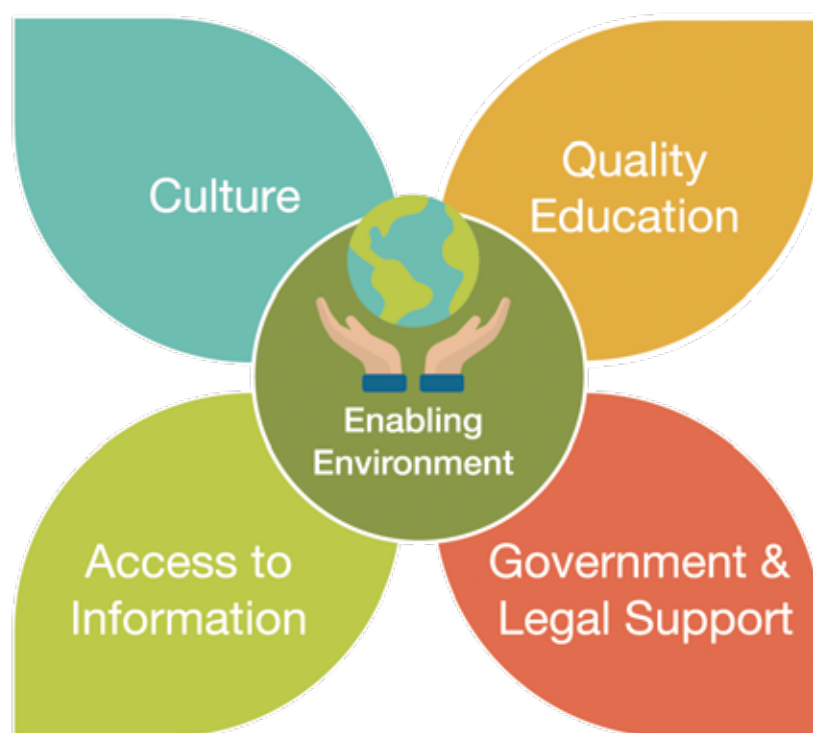 Culture
Quality
Education
Enabling
Environment
Access to
Information
Government &
Legal Support